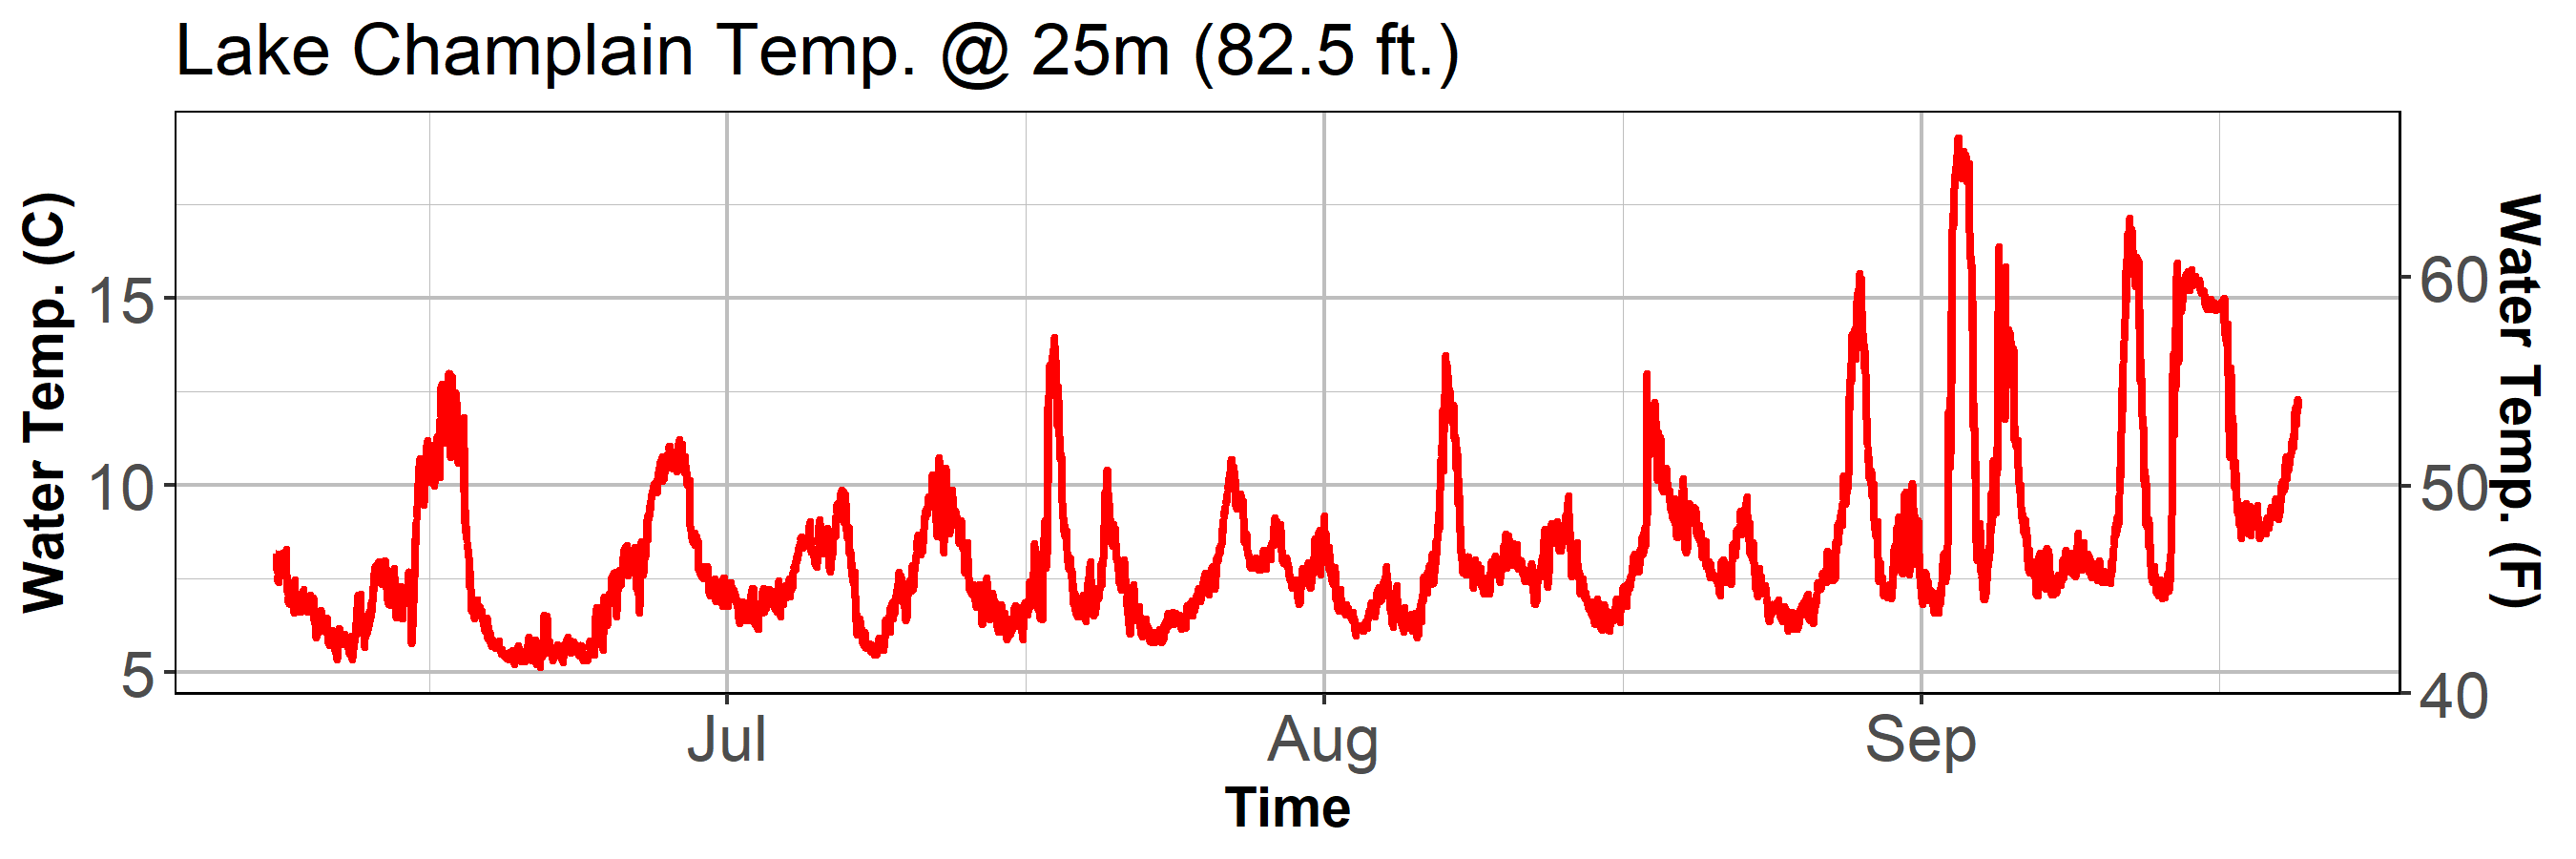 Lake Champlain Temp. @ 25m (82.5 ft.)
Water Temp. (C)
15
10
5
60
50
40
Water Temp. (F)
Jul
Aug
Sep
Time